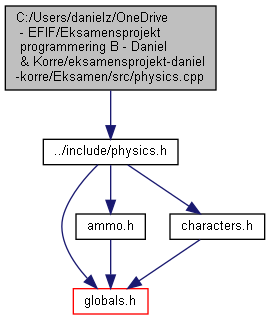 C:/Users/danielz/OneDrive
- EFIF/Eksamensprojekt
programmering B - Daniel
& Korre/eksamensprojekt-daniel
-korre/Eksamen/src/physics.cpp
../include/physics.h
ammo.h
characters.h
globals.h